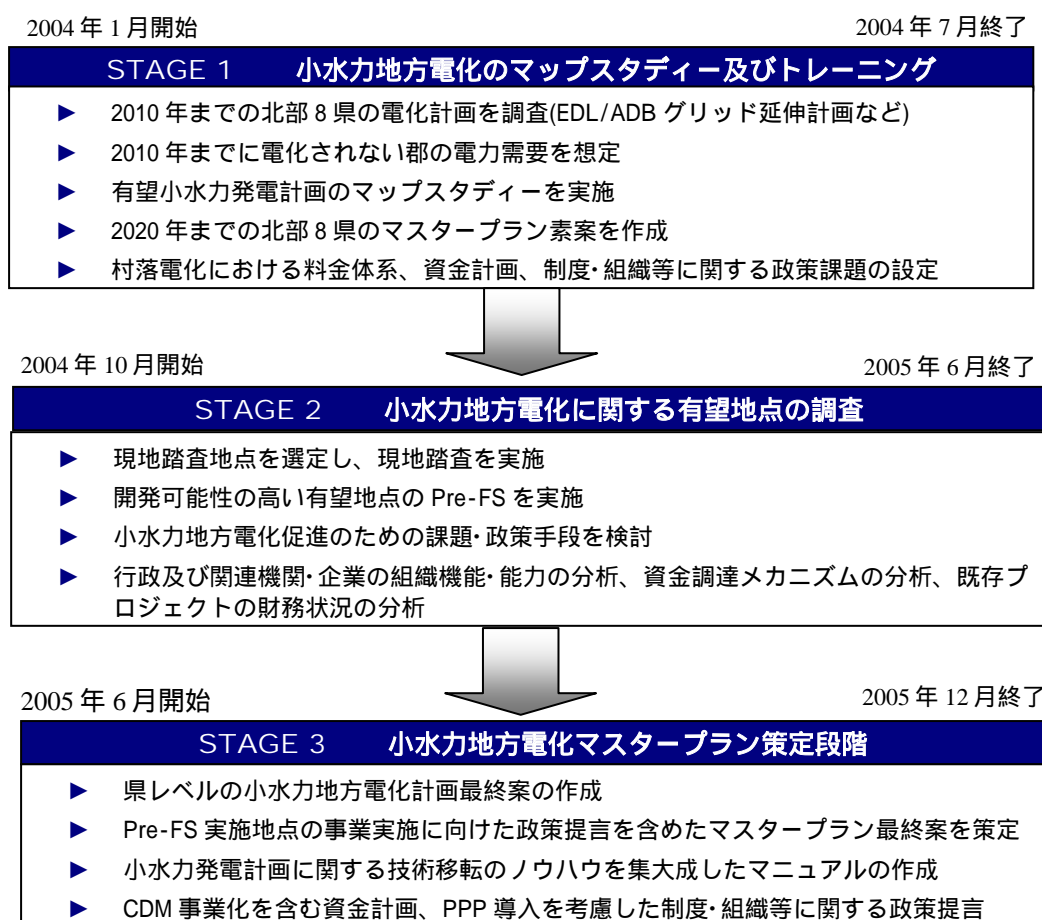 2004 年 1 月開始 2004 年 7 月終了
STAGE 1 小水力地方電化のマップスタディー及びトレーニング
► 2010 年までの北部 8 県の電化計画を調査(EDL/ADB グリッド延伸計画など)
► 2010 年までに電化されない郡の電力需要を想定
► 有望小水力発電計画のマップスタディーを実施
► 2020 年までの北部 8 県のマスタープラン素案を作成
► 村落電化における料金体系、資金計画、制度・組織等に関する政策課題の設定
2004 年 10 月開始 2005 年 6 月終了
STAGE 2 小水力地方電化に関する有望地点の調査
► 現地踏査地点を選定し、現地踏査を実施
► 開発可能性の高い有望地点の Pre-FS を実施
► 小水力地方電化促進のための課題・政策手段を検討
► 行政及び関連機関・企業の組織機能・能力の分析、資金調達メカニズムの分析、既存プ
ロジェクトの財務状況の分析
2005 年 6 月開始 2005 年 12 月終了
STAGE 3 小水力地方電化マスタープラン策定段階
► 県レベルの小水力地方電化計画最終案の作成
► Pre-FS 実施地点の事業実施に向けた政策提言を含めたマスタープラン最終案を策定
► 小水力発電計画に関する技術移転のノウハウを集大成したマニュアルの作成
► CDM 事業化を含む資金計画、PPP 導入を考慮した制度・組織等に関する政策提言